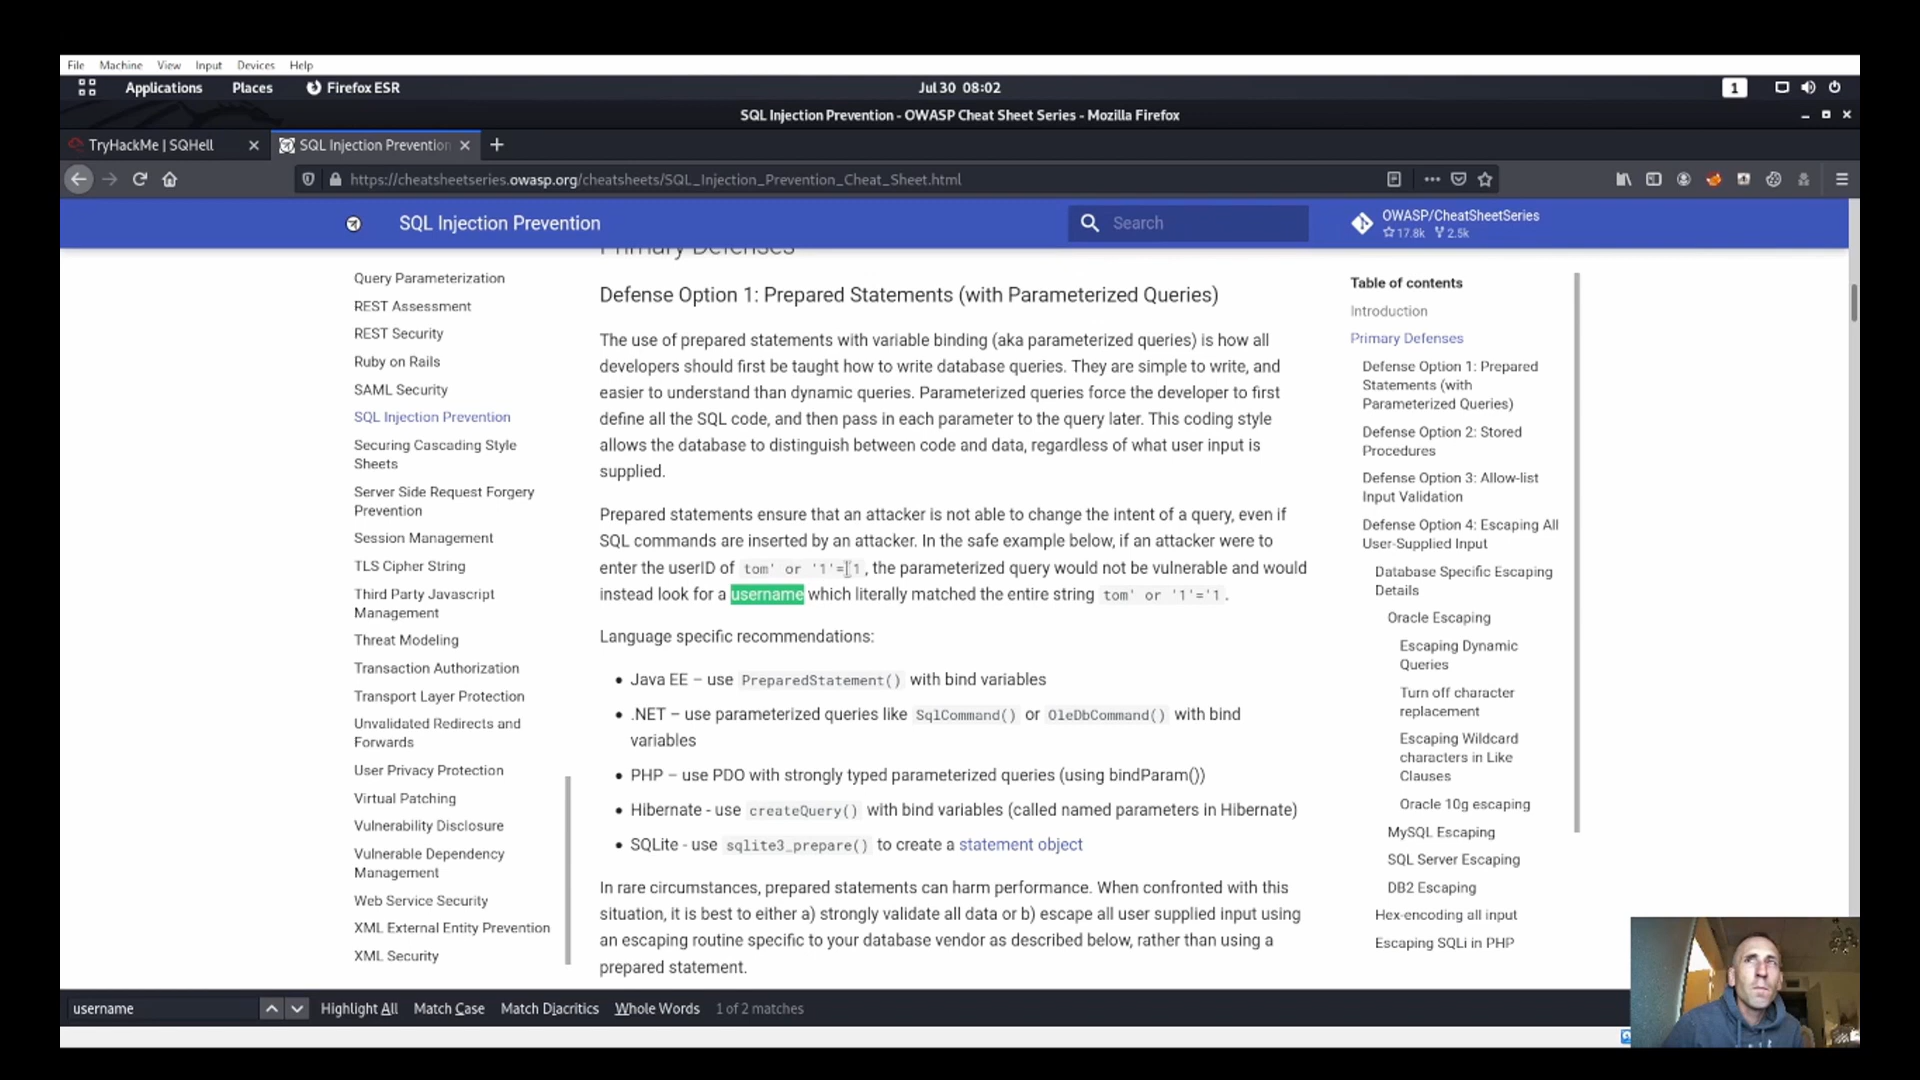 File Machine View Input Devices Help
Applications Places Firefox ESR Jul 30 08:02 1
SQL Injection Prevention - OWASP Cheat Sheet Series - Mozilla Firefox
TryHackMe | SQHell SQL Injection Prevention
https://cheatsheetseries.owasp.org/cheatsheets/SQL_Injection_Prevention_Cheat_Sheet.html
SQL Injection Prevention Search OWASP/CheatSheetSeries
17.8k 2.5k
Query Parameterization
REST Assessment
REST Security
Ruby on Rails
SAML Security
SQL Injection Prevention
Securing Cascading Style
Sheets
Server Side Request Forgery
Prevention
Session Management
TLS Cipher String
Third Party Javascript
Management
Threat Modeling
Transaction Authorization
Transport Layer Protection
Unvalidated Redirects and
Forwards
User Privacy Protection
Virtual Patching
Vulnerability Disclosure
Vulnerable Dependency
Management
Web Service Security
XML External Entity Prevention
XML Security
Primary Defenses
Defense Option 1: Prepared Statements (with Parameterized Queries)
The use of prepared statements with variable binding (aka parameterized queries) is how all
developers should first be taught how to write database queries. They are simple to write, and
easier to understand than dynamic queries. Parameterized queries force the developer to first
define all the SQL code, and then pass in each parameter to the query later. This coding style
allows the database to distinguish between code and data, regardless of what user input is
supplied.
Prepared statements ensure that an attacker is not able to change the intent of a query, even if
SQL commands are inserted by an attacker. In the safe example below, if an attacker were to
enter the userID of tom' or '1'='1, the parameterized query would not be vulnerable and would
instead look for a username which literally matched the entire string tom' or '1'='1.
Language specific recommendations:
• Java EE – use PreparedStatement() with bind variables
• .NET – use parameterized queries like SqlCommand() or OleDbCommand() with bind
variables
• PHP – use PDO with strongly typed parameterized queries (using bindParam())
• Hibernate - use createQuery() with bind variables (called named parameters in Hibernate)
• SQLite - use sqlite3_prepare() to create a statement object
In rare circumstances, prepared statements can harm performance. When confronted with this
situation, it is best to either a) strongly validate all data or b) escape all user supplied input using
an escaping routine specific to your database vendor as described below, rather than using a
prepared statement.
Table of contents
Introduction
Primary Defenses
Defense Option 1: Prepared
Statements (with
Parameterized Queries)
Defense Option 2: Stored
Procedures
Defense Option 3: Allow-list
Input Validation
Defense Option 4: Escaping All
User-Supplied Input
Database Specific Escaping
Details
Oracle Escaping
Escaping Dynamic
Queries
Turn off character
replacement
Escaping Wildcard
characters in Like
Clauses
Oracle 10g escaping
MySQL Escaping
SQL Server Escaping
DB2 Escaping
Hex-encoding all input
Escaping SQLi in PHP
username Highlight All Match Case Match Diacritics Whole Words 1 of 2 matches